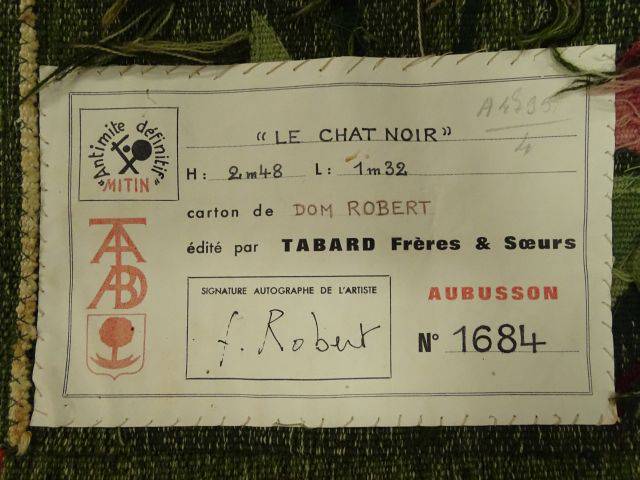 "Antimite définitif"
MITIN
"LE CHAT NOIR"
H: 2m48 L: 1m32
carton de DOM ROBERT
édité par TABARD Frères & Sœurs
TABARD
SIGNATURE AUTOGRAPHE DE L'ARTISTE
f. Robert
AUBUSSON
N° 1684